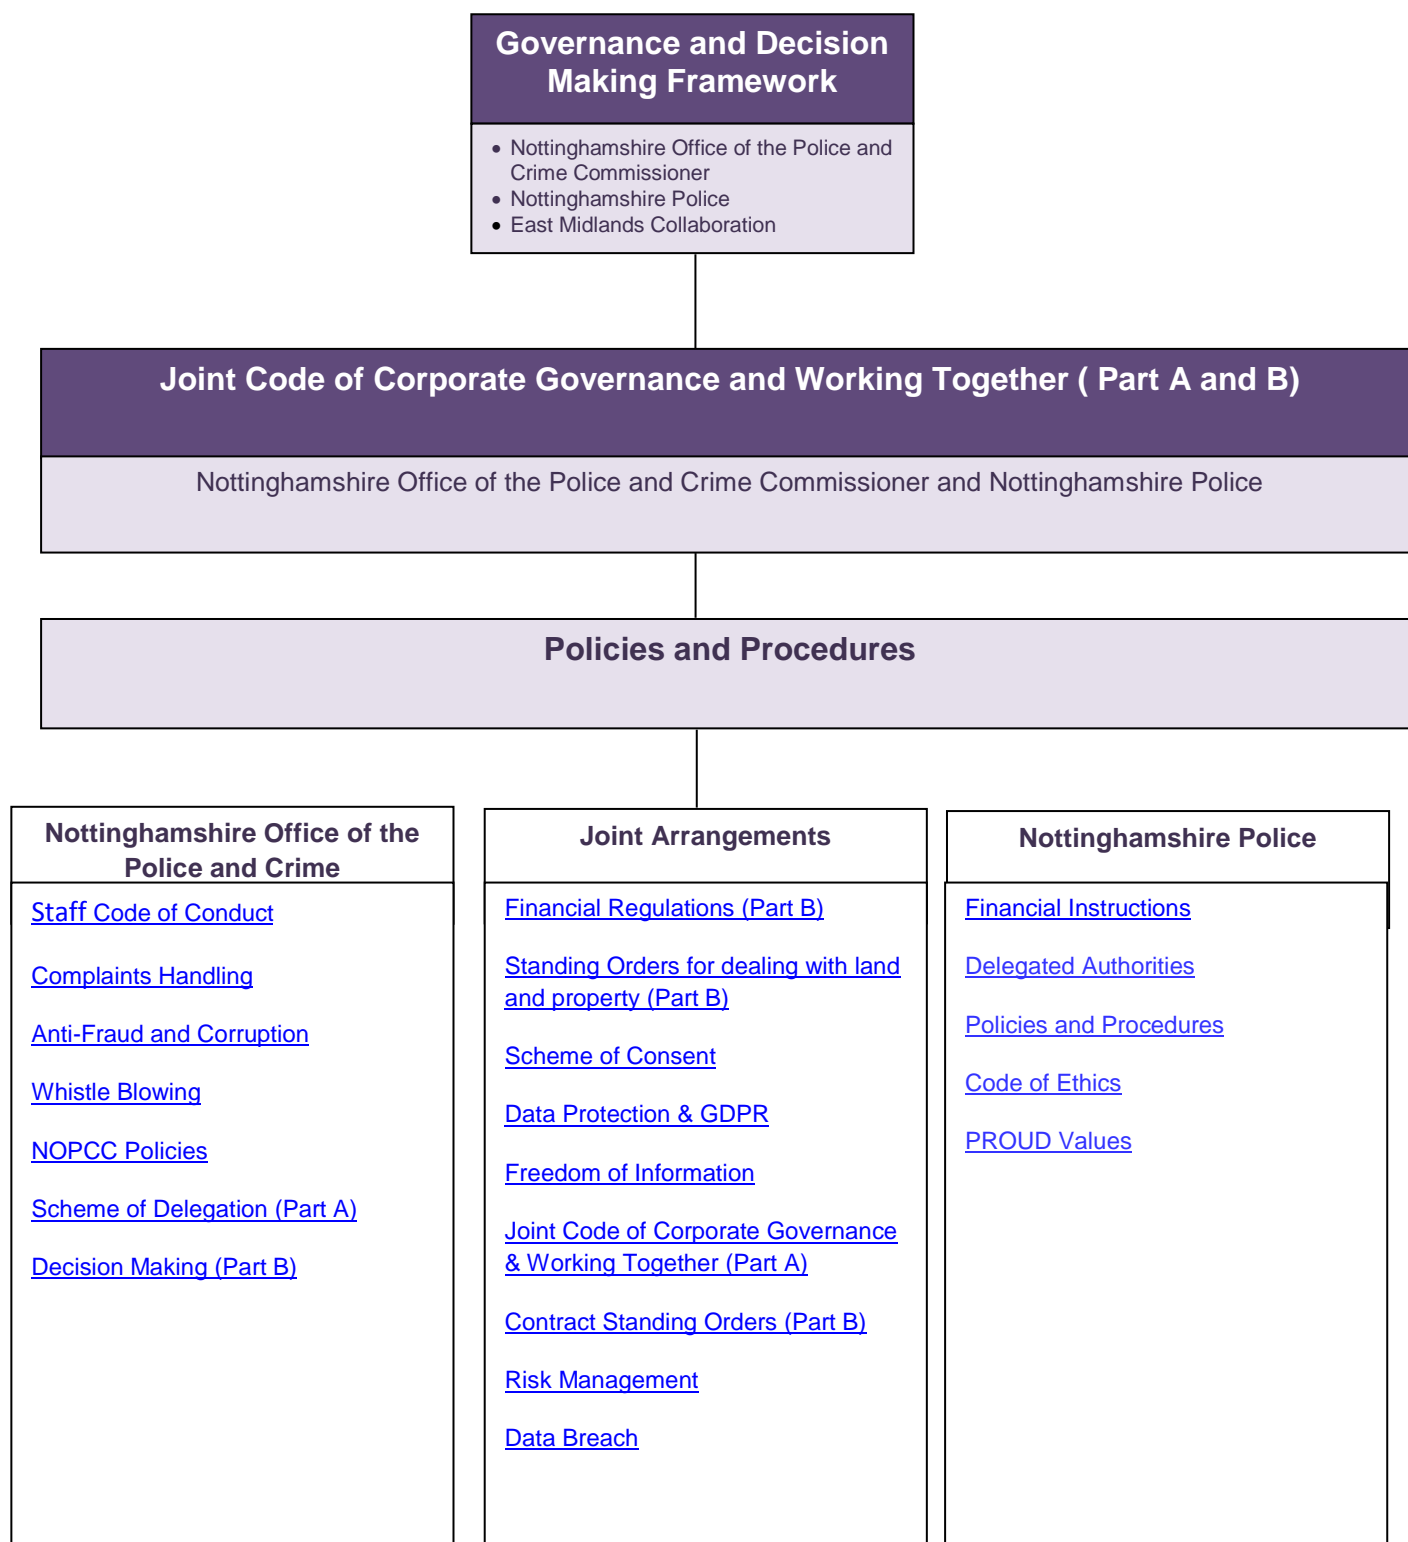 Governance and Decision
Making Framework
• Nottinghamshire Office of the Police and
Crime Commissioner
• Nottinghamshire Police
• East Midlands Collaboration
Joint Code of Corporate Governance and Working Together ( Part A and B)
Nottinghamshire Office of the Police and Crime Commissioner and Nottinghamshire Police
Policies and Procedures
Nottinghamshire Office of the
Police and Crime
Staff Code of Conduct
Complaints Handling
Anti-Fraud and Corruption
Whistle Blowing
NOPCC Policies
Scheme of Delegation (Part A)
Decision Making (Part B)
Joint Arrangements
Financial Regulations (Part B)
Standing Orders for dealing with land
and property (Part B)
Scheme of Consent
Data Protection & GDPR
Freedom of Information
Joint Code of Corporate Governance
& Working Together (Part A)
Contract Standing Orders (Part B)
Risk Management
Data Breach
Nottinghamshire Police
Financial Instructions
Delegated Authorities
Policies and Procedures
Code of Ethics
PROUD Values